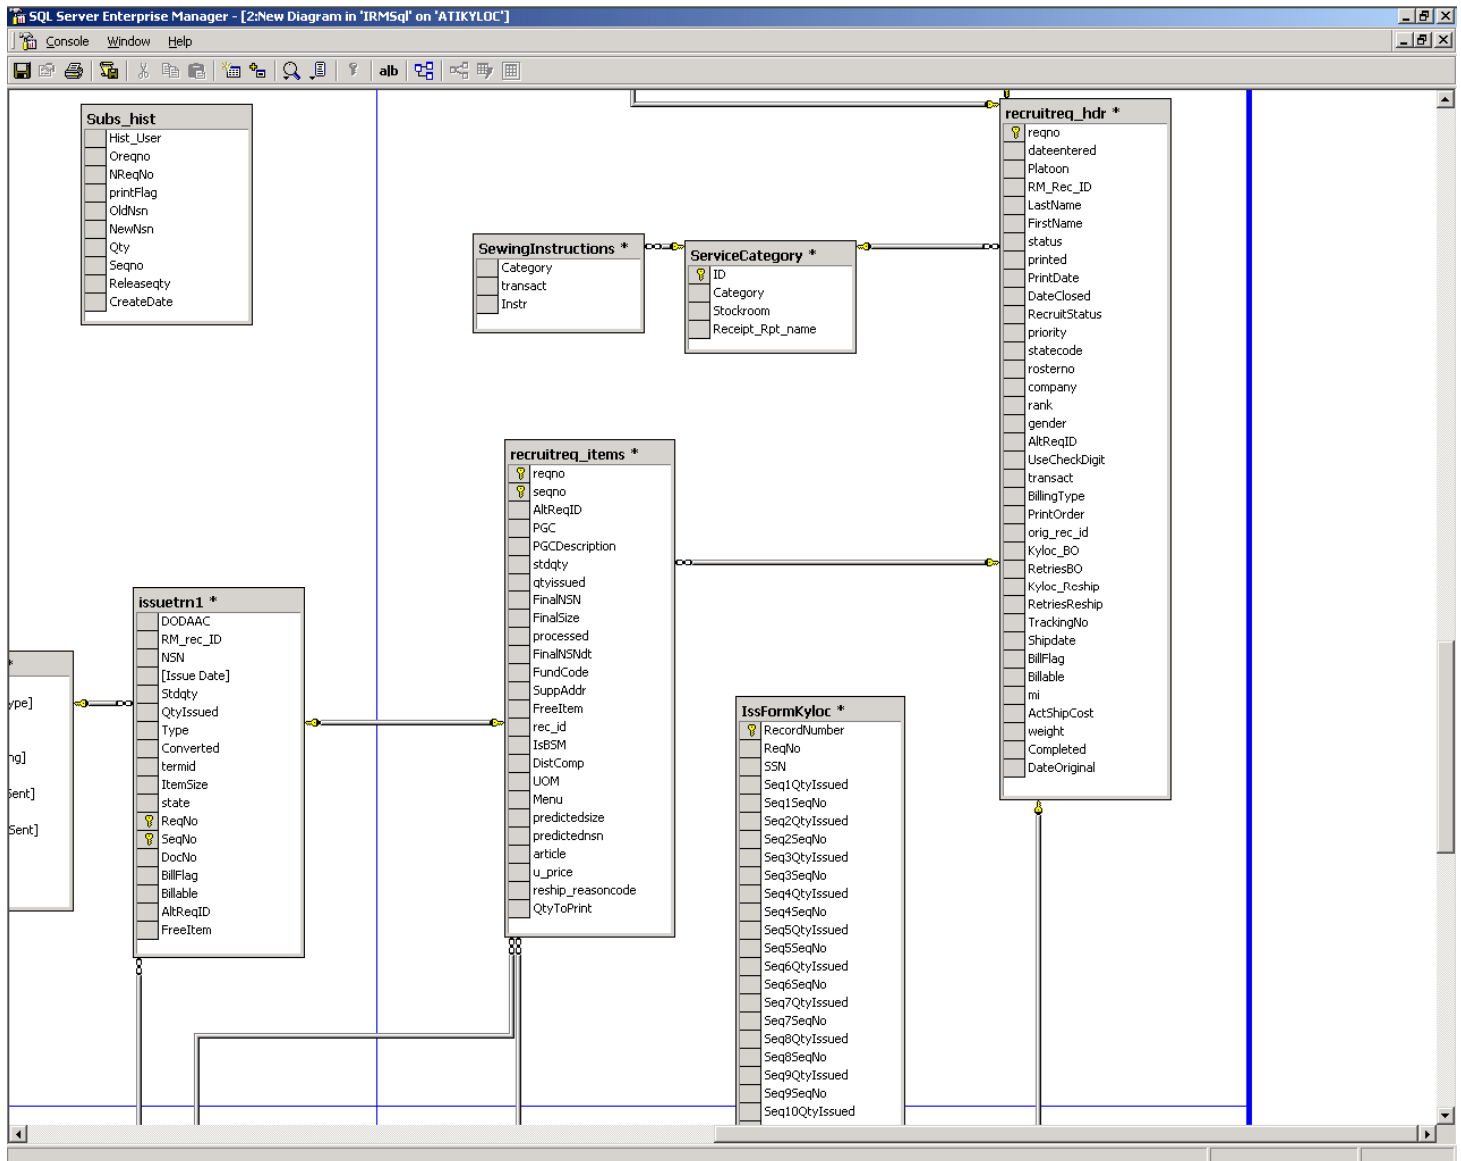 SQL Server Enterprise Manager - [2:New Diagram in 'IRMSql' on 'ATIKYLOC']
Console Window Help
a|b
Subs_hist
Hist_User
Oreqno
NReqNo
printFlag
OldNsn
NewNsn
Qty
Seqno
Releaseqty
CreateDate
SewingInstructions *
Category
transact
Instr
ServiceCategory *
ID
Category
Stockroom
Receipt_Rpt_name
recruitreq_hdr *
reqno
dateentered
Platoon
RM_Rec_ID
LastName
FirstName
status
printed
PrintDate
DateClosed
RecruitStatus
priority
statecode
rosterno
company
rank
gender
AltReqID
UseCheckDigit
transact
BillingType
PrintOrder
orig_rec_id
Kyloc_BO
RetriesBO
Kyloc_Reship
RetriesReship
TrackingNo
Shipdate
BillFlag
Billable
mi
ActShipCost
weight
Completed
DateOriginal
recruitreq_items *
reqno
seqno
AltReqID
PGC
PGCDescription
stdqty
qtyissued
FinalNSN
FinalSize
processed
FinalNSNdt
FundCode
SuppAddr
FreeItem
rec_id
IsBSM
DistComp
UOM
Menu
predictedsize
predictednsn
article
u_price
reship_reasoncode
QtyToPrint
*
ype]
ng]
Sent]
Sent]
issuetrn1 *
DODAAC
RM_rec_ID
NSN
[Issue Date]
Stdqty
QtyIssued
Type
Converted
termid
ItemSize
state
ReqNo
SeqNo
DocNo
BillFlag
Billable
AltReqID
FreeItem
IssFormKyloc *
RecordNumber
ReqNo
SSN
Seq1QtyIssued
Seq1SeqNo
Seq2QtyIssued
Seq2SeqNo
Seq3QtyIssued
Seq3SeqNo
Seq4QtyIssued
Seq4SeqNo
Seq5QtyIssued
Seq5SeqNo
Seq6QtyIssued
Seq6SeqNo
Seq7QtyIssued
Seq7SeqNo
Seq8QtyIssued
Seq8SeqNo
Seq9QtyIssued
Seq9SeqNo
Seq10QtyIssued